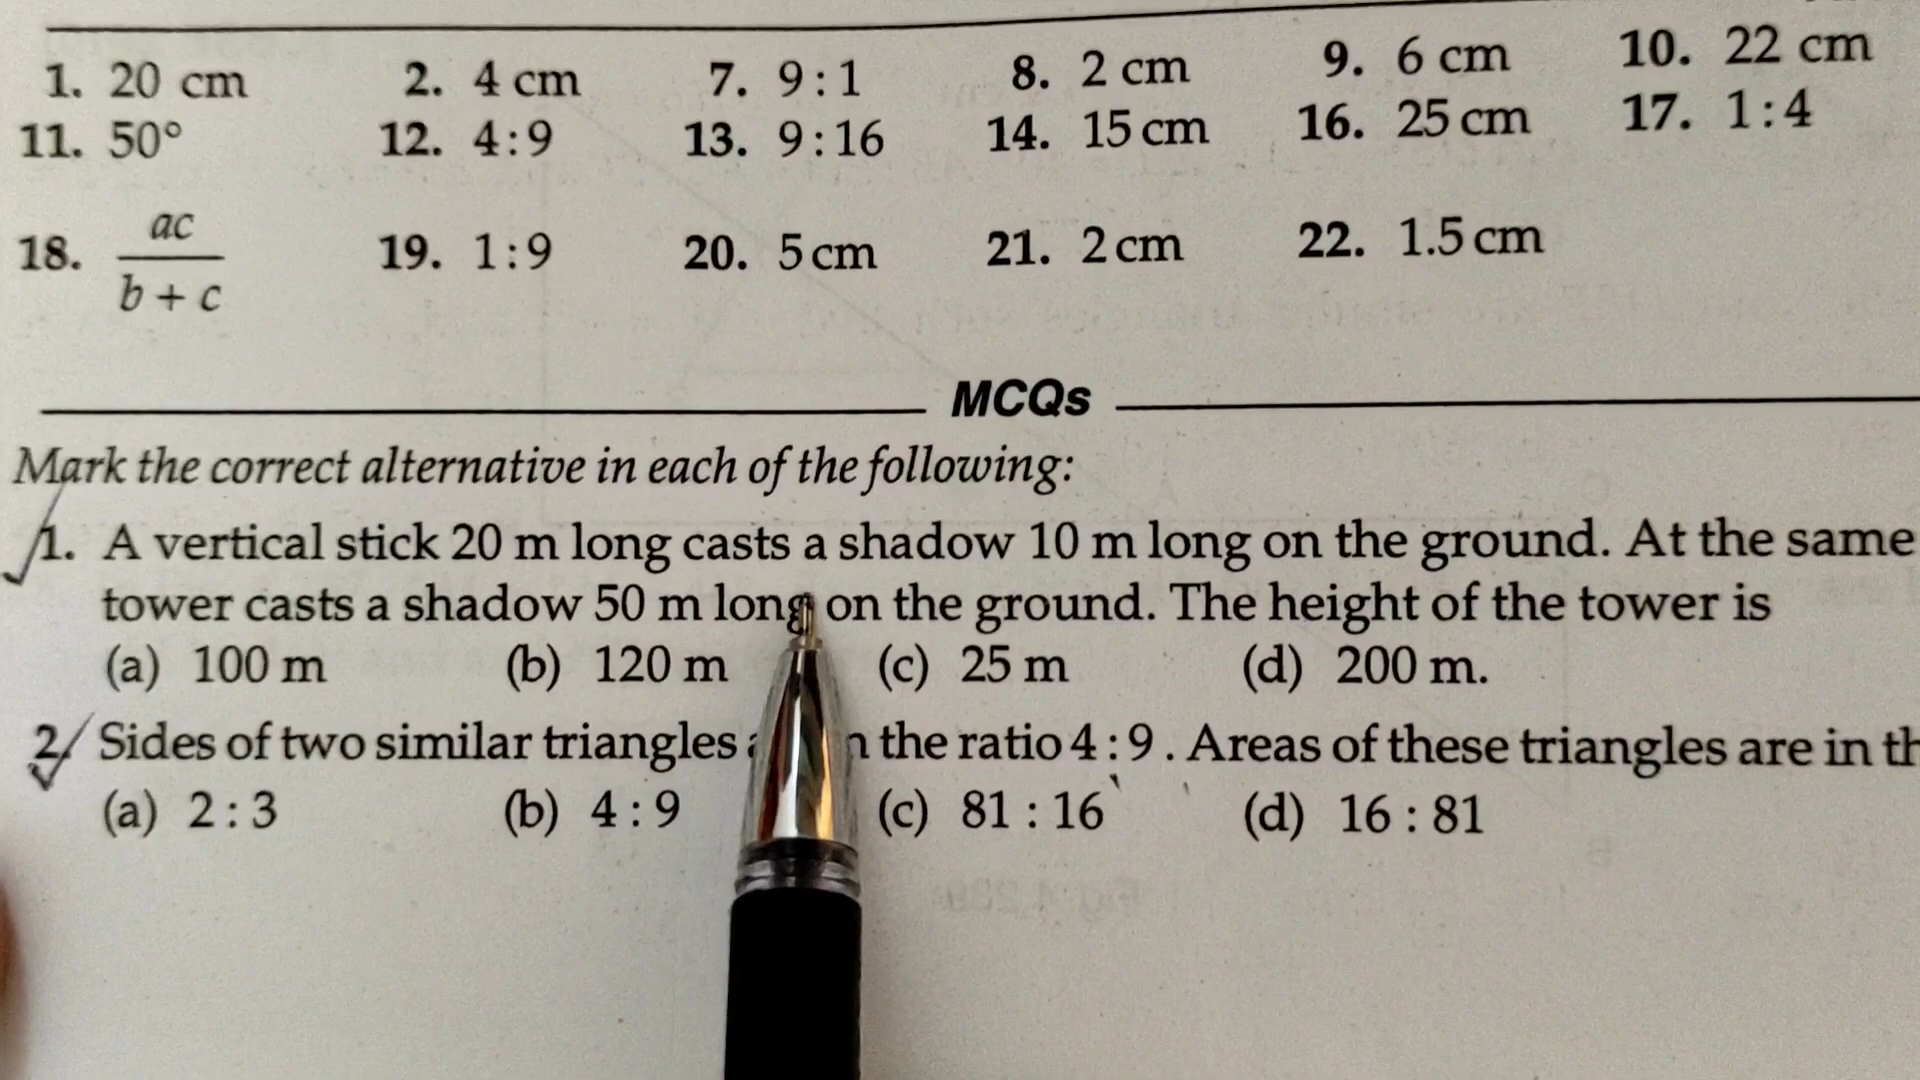 1. 20 cm 2. 4 cm 7. 9 : 1 8. 2 cm 9. 6 cm 10. 22 cm
11. 50° 12. 4 : 9 13. 9 : 16 14. 15 cm 16. 25 cm 17. 1 : 4
18. ac / b + c 19. 1 : 9 20. 5 cm 21. 2 cm 22. 1.5 cm
MCQs
Mark the correct alternative in each of the following:
1. A vertical stick 20 m long casts a shadow 10 m long on the ground. At the same
tower casts a shadow 50 m long on the ground. The height of the tower is
(a) 100 m (b) 120 m (c) 25 m (d) 200 m.
2. Sides of two similar triangles the ratio 4 : 9 . Areas of these triangles are in
(a) 2 : 3 (b) 4 : 9 (c) 81 : 16 (d) 16 : 81